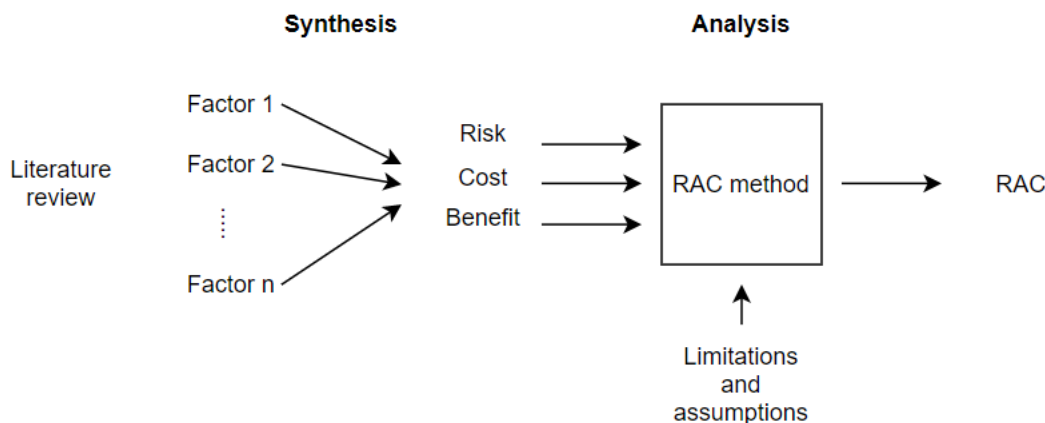 Synthesis
Analysis
Factor 1
Factor 2
Factor n
Literature
review
Risk
Cost
Benefit
RAC method
RAC
Limitations
and
assumptions